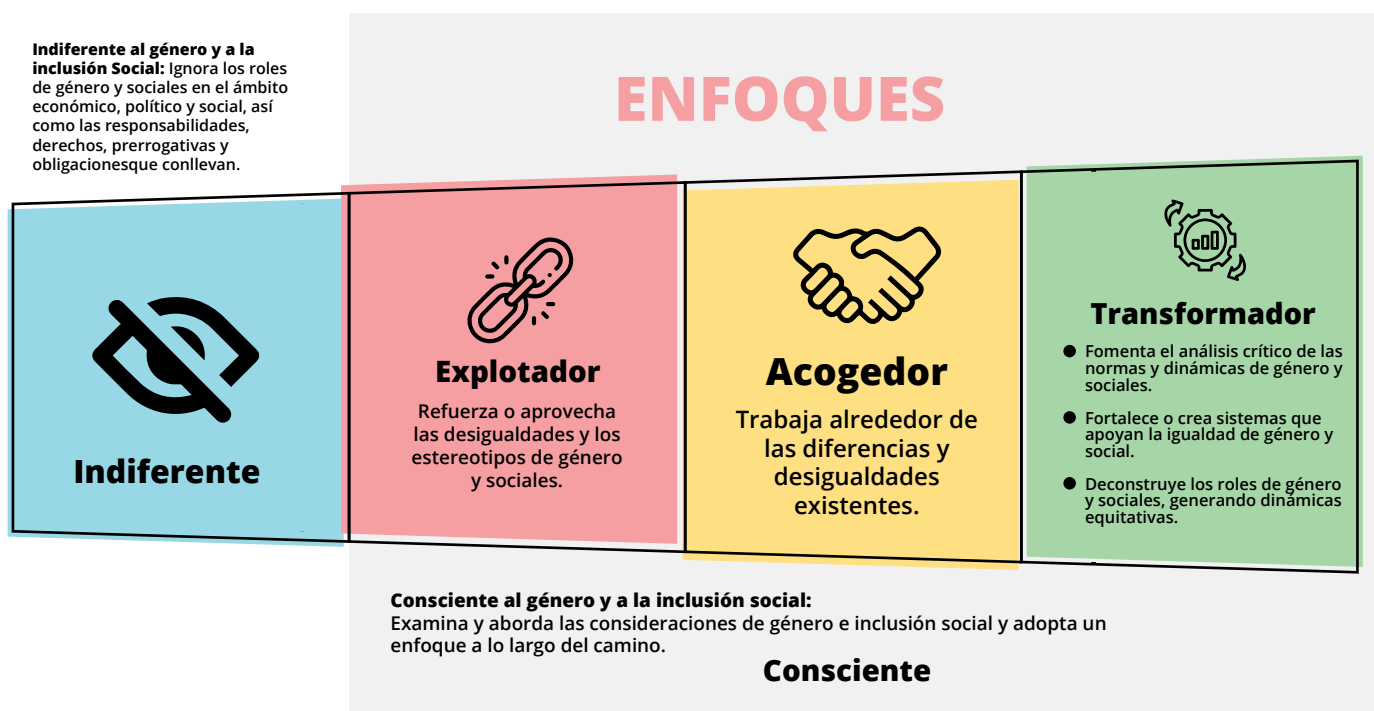 Indiferente al género y a la
inclusión Social: Ignora los roles
de género y sociales en el ámbito
económico, político y social, así
como las responsabilidades,
derechos, prerrogativas y
obligacionesque conllevan.
ENFOQUES
Indiferente
Explotador
Refuerza o aprovecha
las desigualdades y los
estereotipos de género
y sociales.
Acogedor
Trabaja alrededor de
las diferencias y
desigualdades
existentes.
Transformador
● Fomenta el análisis crítico de las
normas y dinámicas de género y
sociales.
● Fortalece o crea sistemas que
apoyan la igualdad de género y
social.
● Deconstruye los roles de género
y sociales, generando dinámicas
equitativas.
Consciente al género y a la inclusión social:
Examina y aborda las consideraciones de género e inclusión social y adopta un
enfoque a lo largo del camino.
Consciente